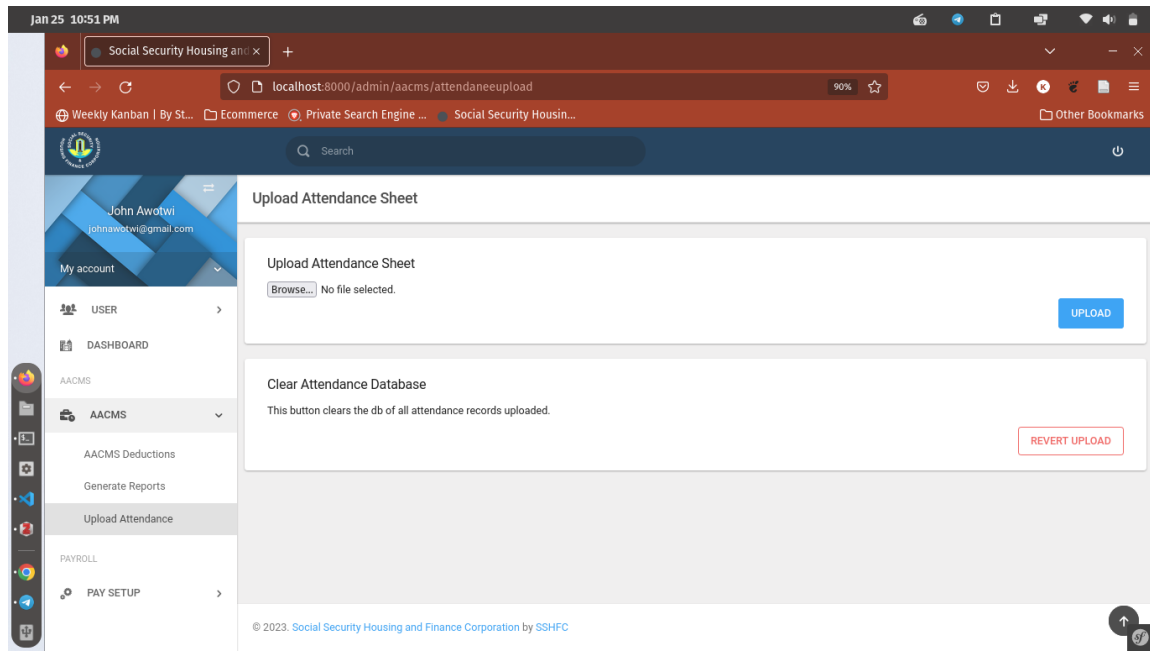 Jan 25 10:51 PM
Social Security Housing and
localhost:8000/admin/aacms/attendaneeupload
90%
Weekly Kanban | By St...
Ecommerce
Private Search Engine ...
Social Security Housin...
Other Bookmarks
Search
John Awotwi
johnawotwi@gmail.com
My account
USER
DASHBOARD
AACMS
AACMS
AACMS Deductions
Generate Reports
Upload Attendance
PAYROLL
PAY SETUP
Upload Attendance Sheet
Upload Attendance Sheet
Browse... No file selected.
UPLOAD
Clear Attendance Database
This button clears the db of all attendance records uploaded.
REVERT UPLOAD
© 2023. Social Security Housing and Finance Corporation by SSHFC
sf